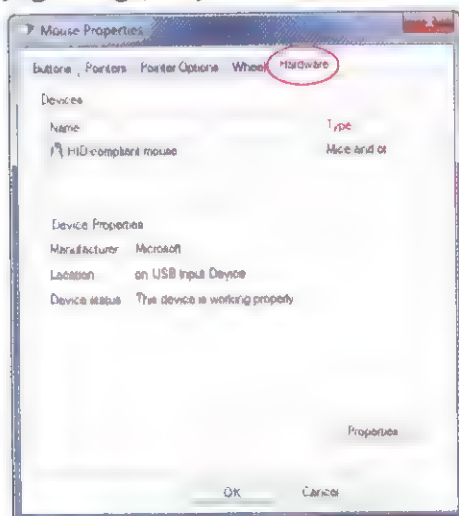 Mouse Properties
Buttons Pointers Pointer Options Wheel Hardware
Devices
Name Type
HID-compliant mouse Mice and ot
Device Properties
Manufacturer Microsoft
Location on USB Input Device
Device status This device is working properly
Properties
OK Cancel